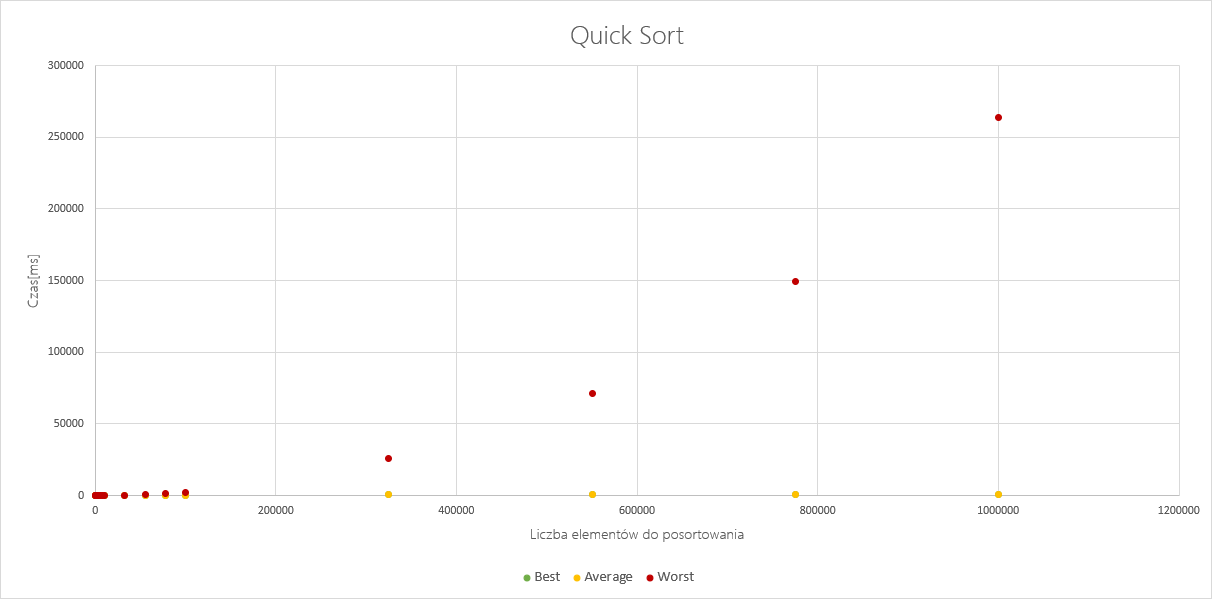 Quick Sort
300000
250000
200000
150000
100000
50000
0
Czas[ms]
0 200000 400000 600000 800000 1000000 1200000
Liczba elementów do posortowania
Best Average Worst